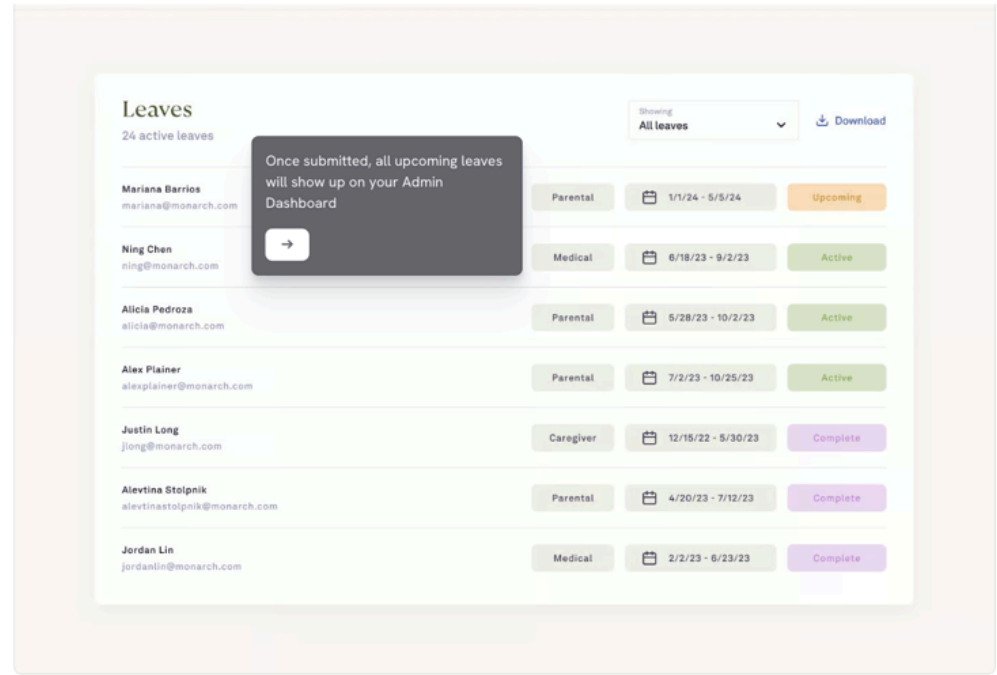 Leaves
24 active leaves
Showing
All leaves
Download
Once submitted, all upcoming leaves
will show up on your Admin
Dashboard
Mariana Barrios
mariana@monarch.com
Parental
1/1/24 - 5/5/24
Upcoming
Ning Chen
ning@monarch.com
Medical
6/18/23 - 9/2/23
Active
Alicia Pedroza
alicia@monarch.com
Parental
5/28/23 - 10/2/23
Active
Alex Plainer
alexplainer@monarch.com
Parental
7/2/23 - 10/25/23
Active
Justin Long
jlong@monarch.com
Caregiver
12/15/22 - 5/30/23
Complete
Alevtina Stolpnik
alevtinastolpnik@monarch.com
Parental
4/20/23 - 7/12/23
Complete
Jordan Lin
jordanlin@monarch.com
Medical
2/2/23 - 6/23/23
Complete